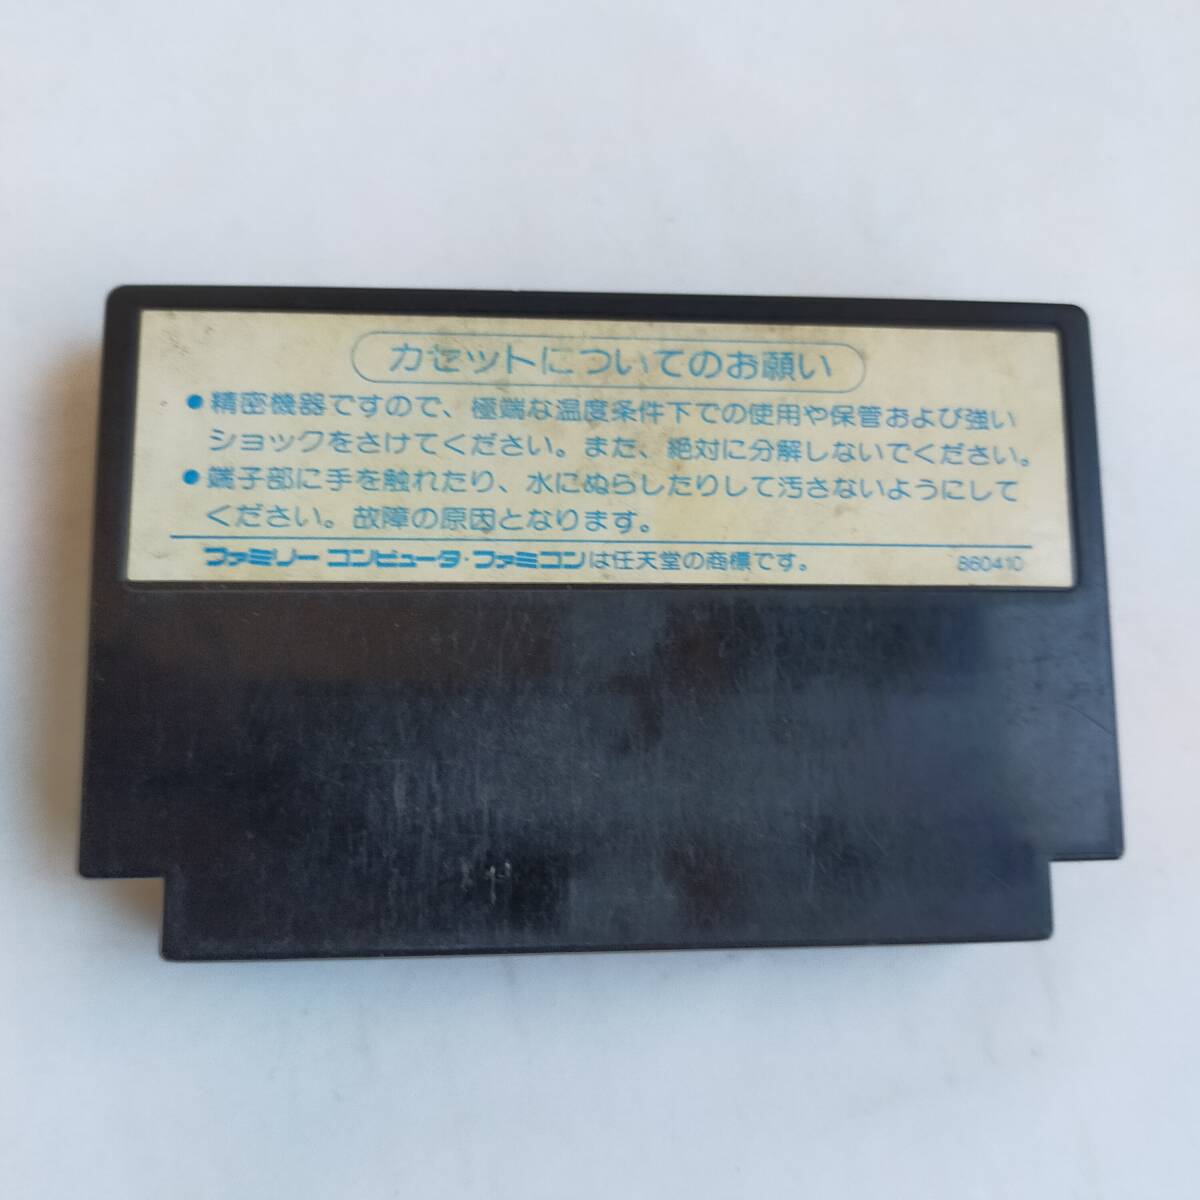 カセットについてのお願い
●精密機器ですので、極端な温度条件下での使用や保管および強い
ショックをさけてください。また、絶対に分解しないでください。
●端子部に手を触れたり、水にぬらしたりして汚さないようにして
ください。故障の原因となります。
ファミリーコンピュータ・ファミコンは任天堂の商標です。 860410